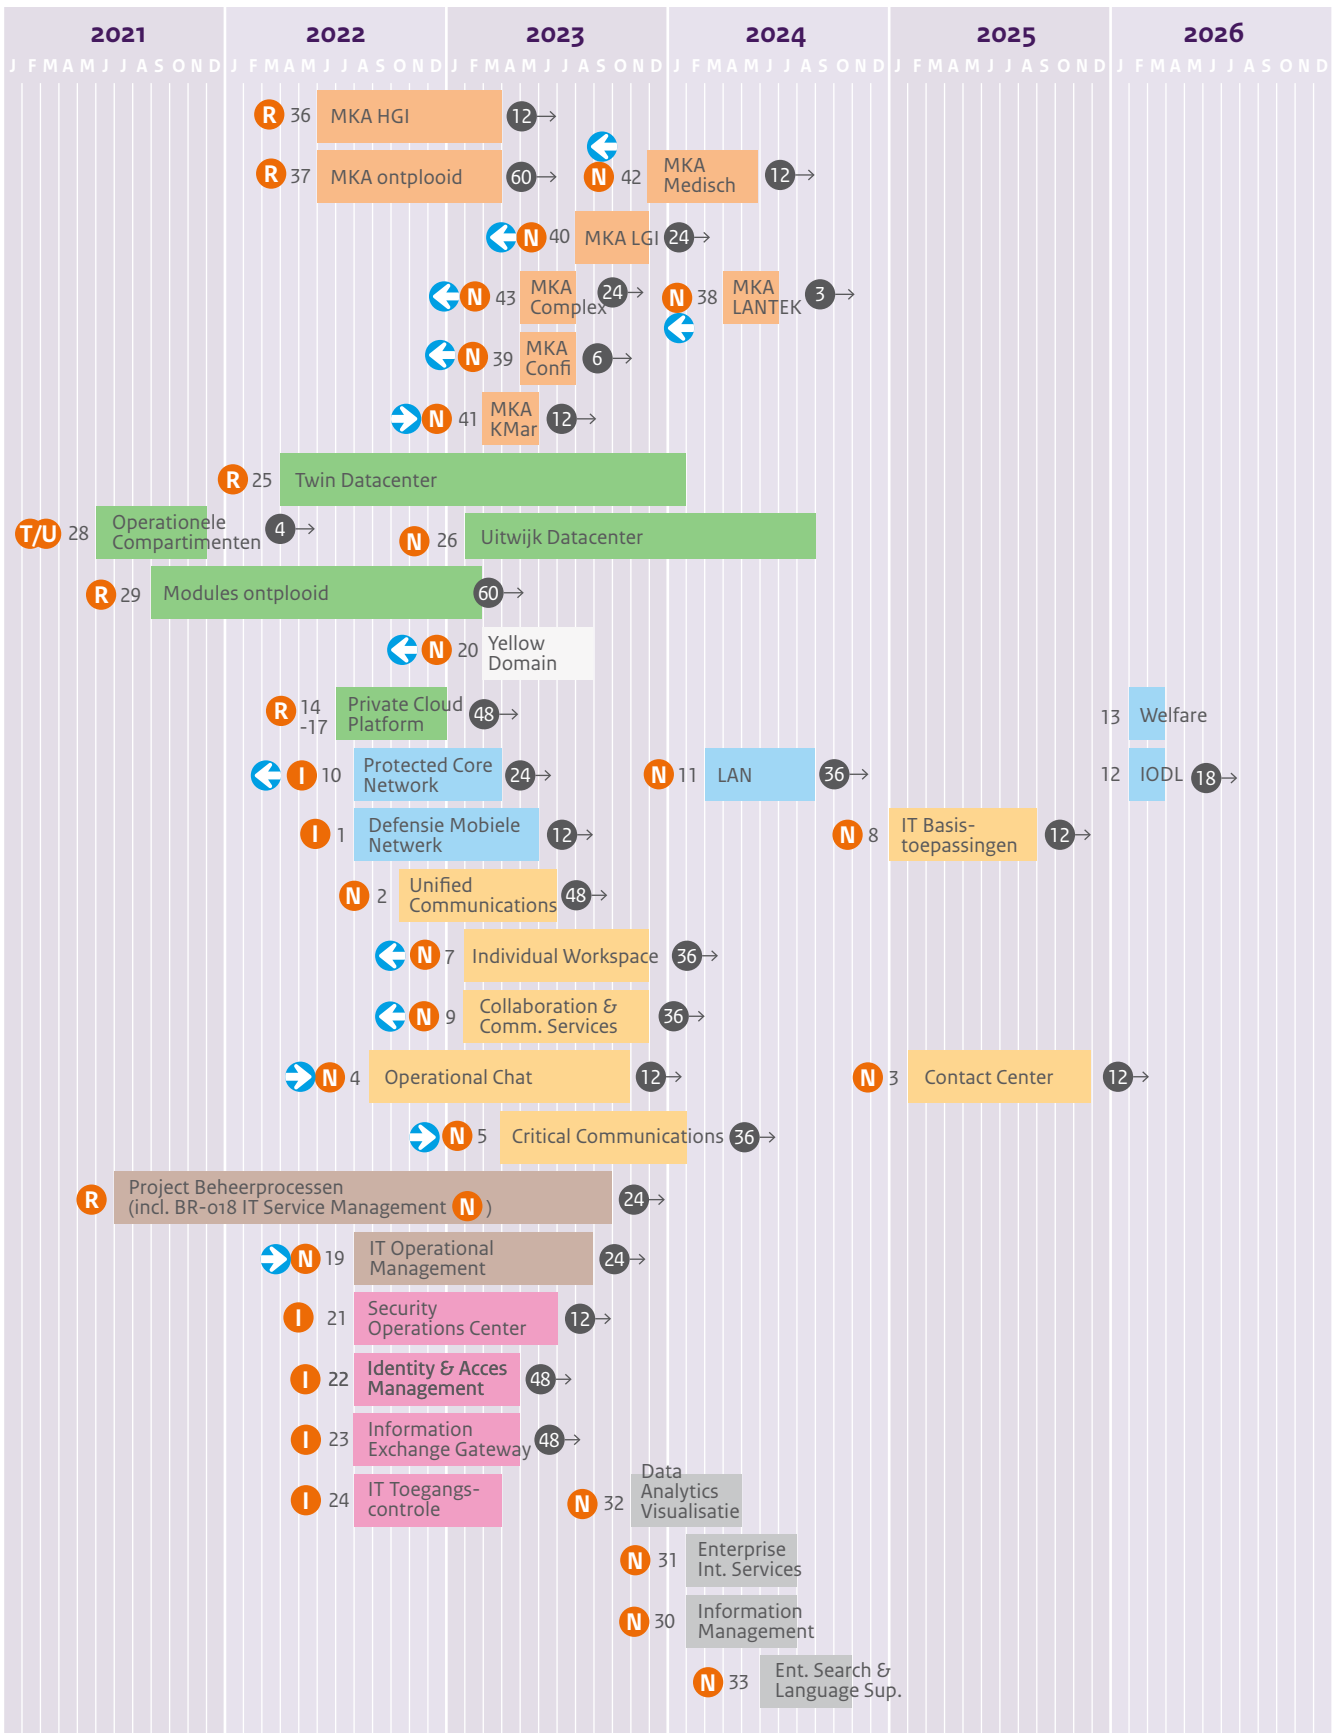 2021 2022 2023 2024 2025 2026
J F M A M J J A S O N D J F M A M J J A S O N D J F M A M J J A S O N D J F M A M J J A S O N D J F M A M J J A S O N D J F M A M J J A S O N D
R 36 MKA HGI 12
R 37 MKA ontplooid 60
N 42 MKA
Medisch 12
N 40 MKA LGI 24
N 43 MKA
Complex 24
N 38 MKA
LANTEK 3
N 39 MKA
Confi 6
N 41 MKA
KMar 12
R 25 Twin Datacenter
T/U 28 Operationele
Compartimenten 4
N 26 Uitwijk Datacenter
R 29 Modules ontplooid 60
N 20 Yellow
Domain
R 14
-17
Private Cloud
Platform 48
13 Welfare
I 10 Protected Core
Network 24
N 11 LAN 36
12 IODL 18
I 1 Defensie Mobiele
Netwerk 12
N 8 IT Basis-
toepassingen 12
N 2 Unified
Communications 48
N 7 Individual Workspace 36
N 9 Collaboration &
Comm. Services 36
N 4 Operational Chat 12
N 3 Contact Center 12
N 5 Critical Communications 36
R Project Beheerprocessen
(incl. BR-018 IT Service Management N ) 24
N 19 IT Operational
Management 24
I 21 Security
Operations Center 12
I 22 Identity & Acces
Management 48
I 23 Information
Exchange Gateway 48
I 24 IT Toegangs-
controle
N 32 Data
Analytics
Visualisatie
N 31 Enterprise
Int. Services
N 30 Information
Management
N 33 Ent. Search &
Language Sup.